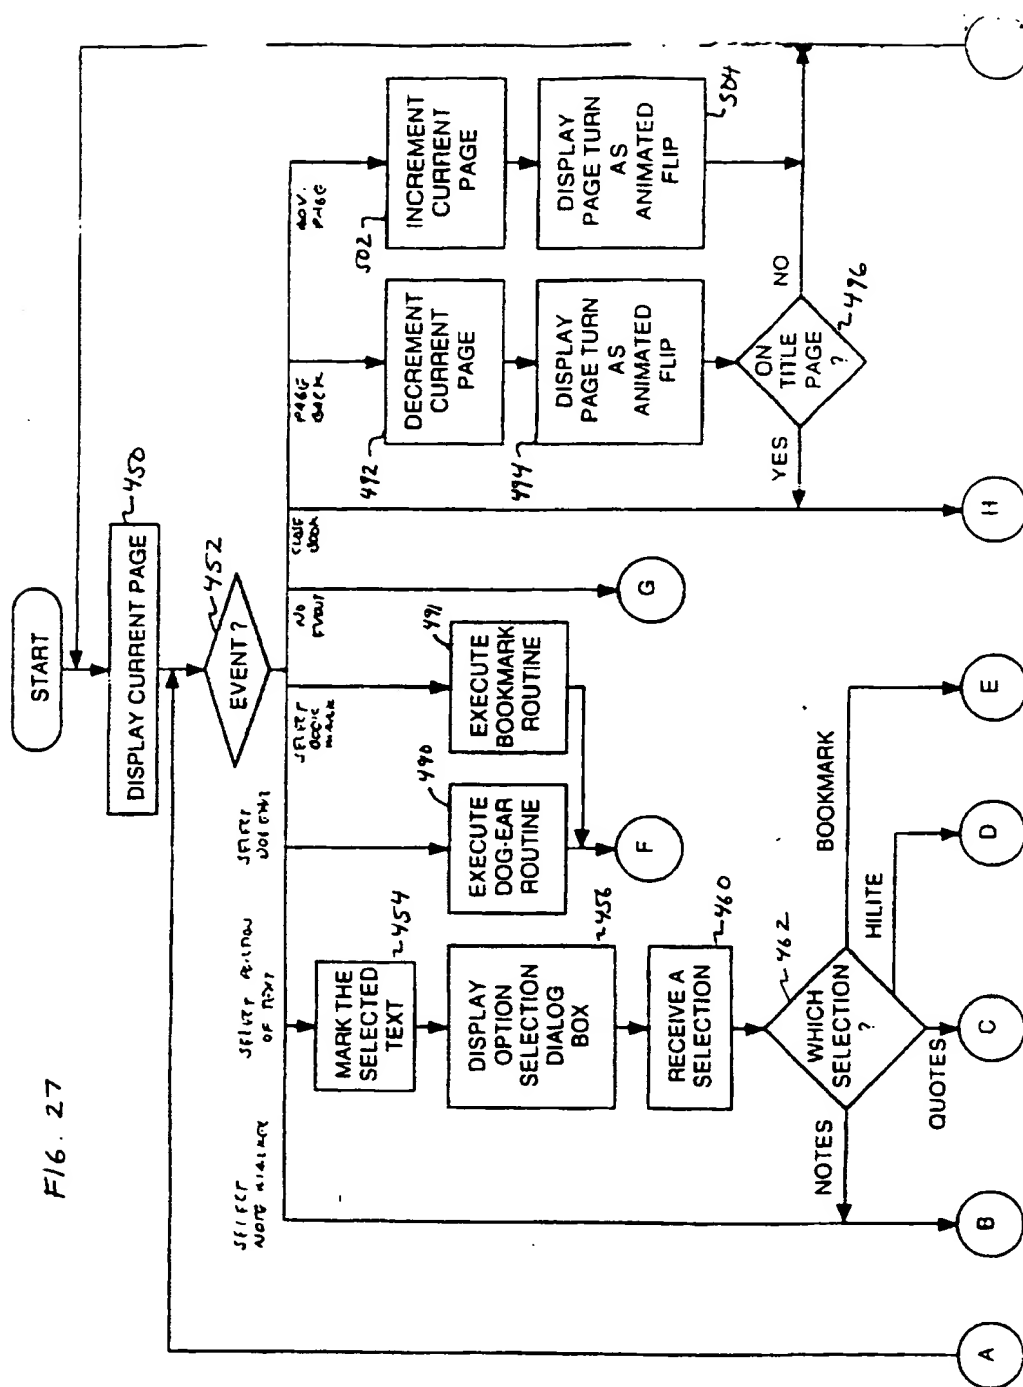 FIG. 27
START
DISPLAY CURRENT PAGE
450
EVENT?
452
SELECT
NOTE MARKER
SELECT PORTION
OF TEXT
SELECT
DOG EAR
SELECT
BOOK
MARK
NO
EVENT
CLOSE
BOOK
PAGE
BACK
ADV.
PAGE
MARK THE
SELECTED
TEXT
454
DISPLAY
OPTION
SELECTION
DIALOG
BOX
456
RECEIVE A
SELECTION
460
WHICH
SELECTION
?
462
NOTES
QUOTES
HILITE
BOOKMARK
490
EXECUTE
DOG-EAR
ROUTINE
491
EXECUTE
BOOKMARK
ROUTINE
492
DECREMENT
CURRENT
PAGE
494
DISPLAY
PAGE TURN
AS
ANIMATED
FLIP
ON
TITLE
PAGE
?
496
YES
NO
502
INCREMENT
CURRENT
PAGE
DISPLAY
PAGE TURN
AS
ANIMATED
FLIP
504
A
B
C
D
E
F
G
H